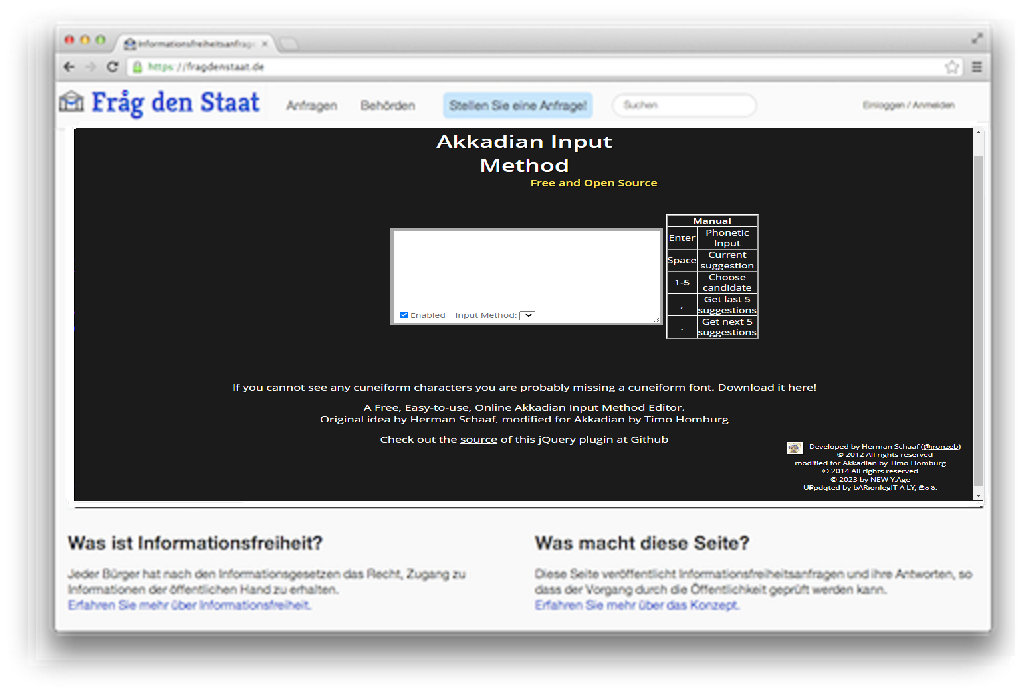 Informationsfreiheitsanfrag
https://fragdenstaat.de
Fråg den Staat
Anfragen
Behörden
Stellen Sie eine Anfrage!
Suchen
Einloggen / Anmelden
Akkadian Input
Method
Free and Open Source
Manual
Enter Phonetic Input
Space Current suggestion
1-5 Choose candidate
, Get last 5 suggestions
. Get next 5 suggestions
Enabled Input Method:
If you cannot see any cuneiform characters you are probably missing a cuneiform font. Download it here!
A Free, Easy-to-use, Online Akkadian Input Method Editor.
Original idea by Herman Schaaf, modified for Akkadian by Timo Homburg
Check out the source of this jQuery plugin at Github
Developed by Herman Schaaf (@ironzeb)
© 2012 All rights reserved
modified for Akkadian by Timo Homburg
© 2014 All rights reserved
© 2023 by NEW Y.Age
Was ist Informationsfreiheit?
Jeder Bürger hat nach den Informationsgesetzen das Recht, Zugang zu
Informationen der öffentlichen Hand zu erhalten.
Erfahren Sie mehr über Informationsfreiheit.
Was macht diese Seite?
Diese Seite veröffentlicht Informationsfreiheitsanfragen und ihre Antworten, so
dass der Vorgang durch die Öffentlichkeit geprüft werden kann.
Erfahren Sie mehr über das Konzept.